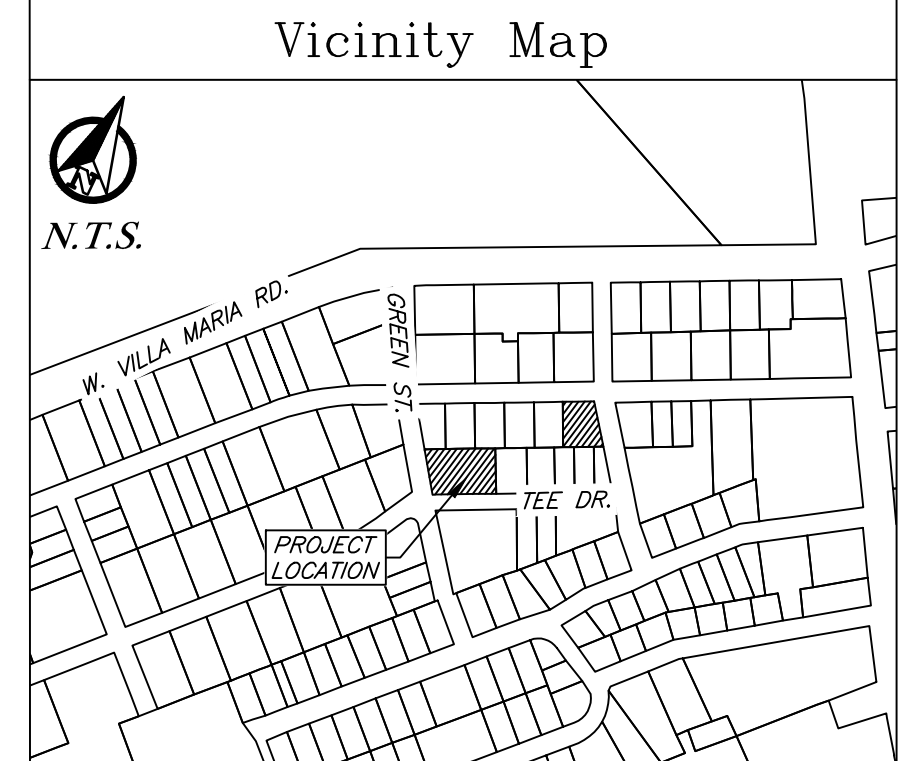 Vicinity Map
N
N.T.S.
W. VILLA MARIA RD.
GREEN ST.
TEE DR.
PROJECT
LOCATION